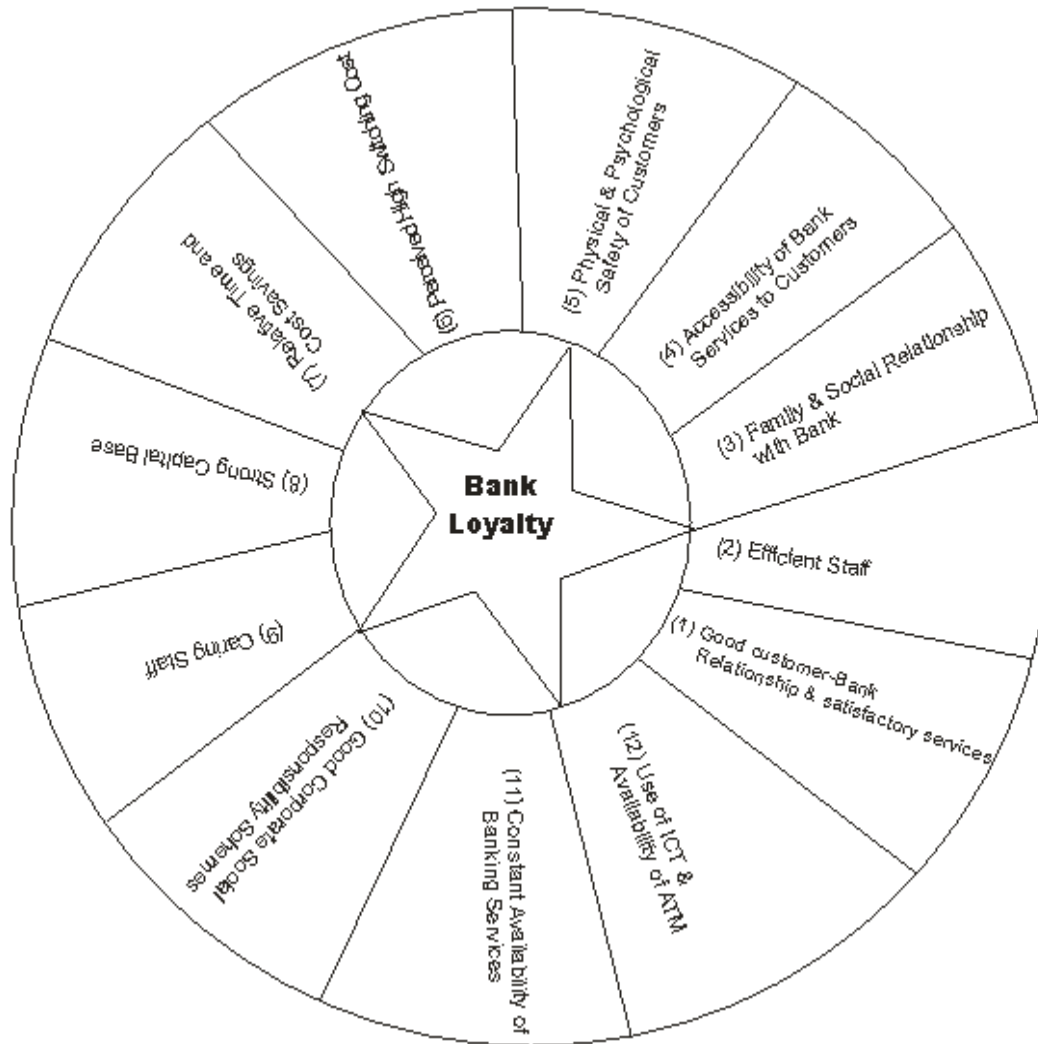 Bank
Loyalty
(1) Good customer-Bank
Relationship & satisfactory services
(2) Efficient Staff
(3) Family & Social Relationship
with Bank
(4) Accessibility of Bank
Services to Customers
(5) Physical & Psychological
Safety of Customers
(6) Perceived High Switching Cost
(7) Relative Time and
Cost Savings
(8) Strong Capital Base
(9) Caring Staff
(10) Good Corporate Social
Responsibility Schemes
(11) Constant Availability of
Banking Services
(12) Use of ICT &
Availability of ATM